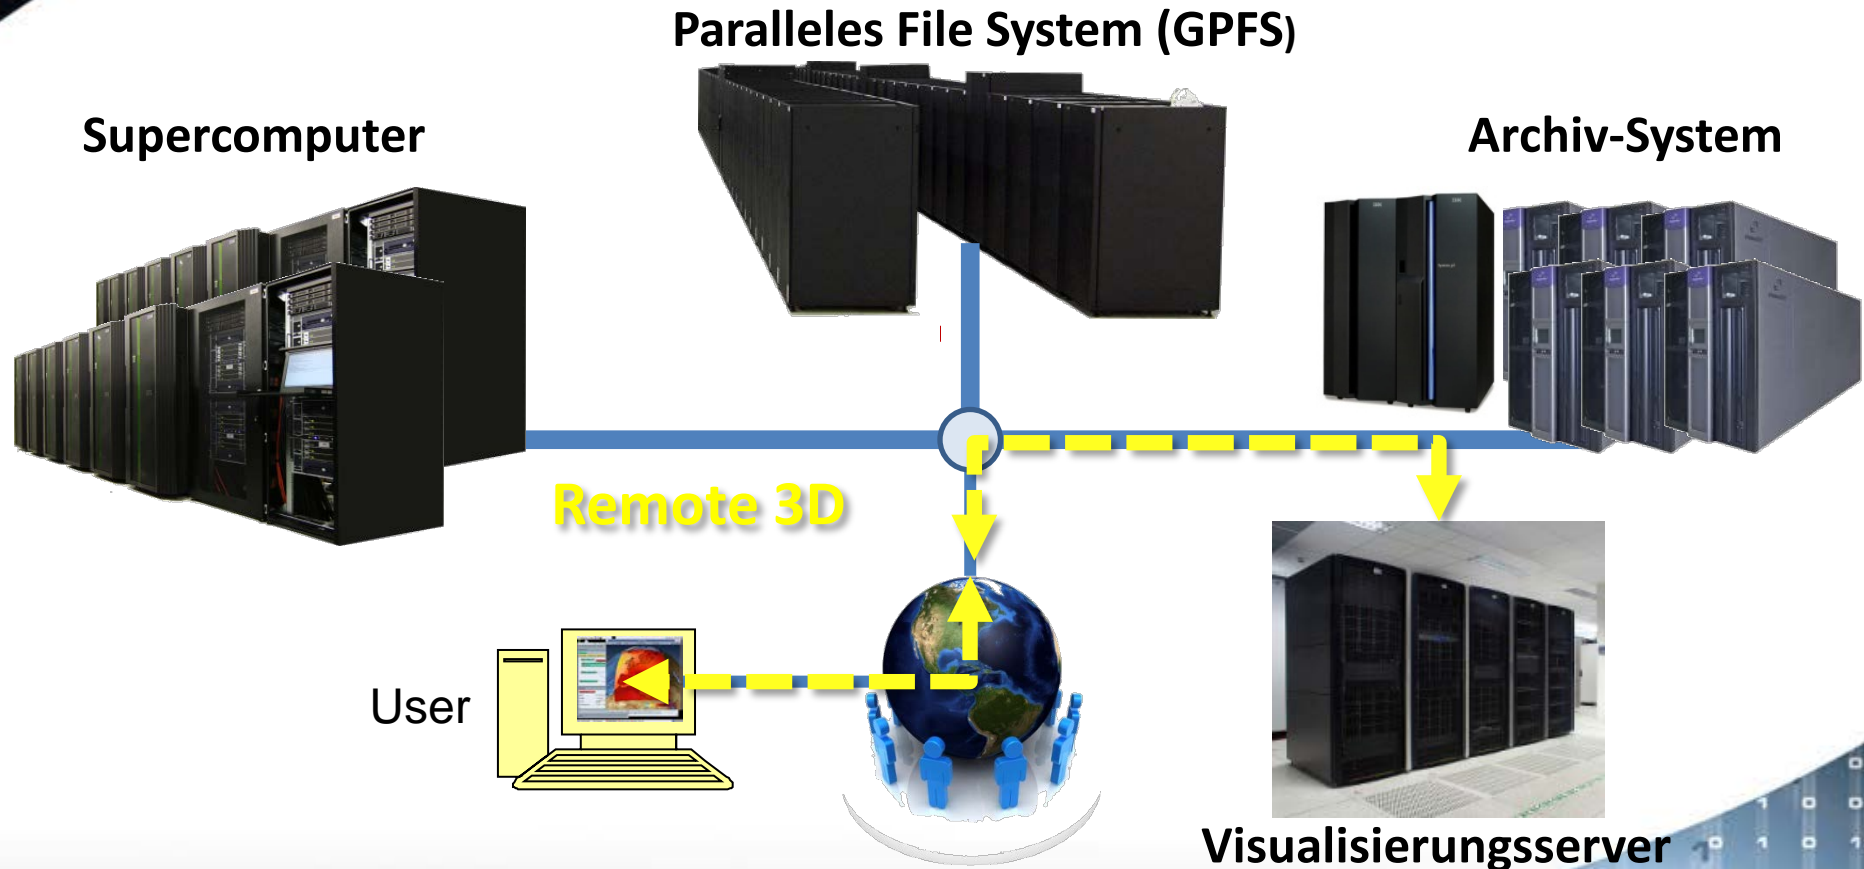 Paralleles File System (GPFS)
Supercomputer
Archiv-System
Remote 3D
User
Visualisierungsserver